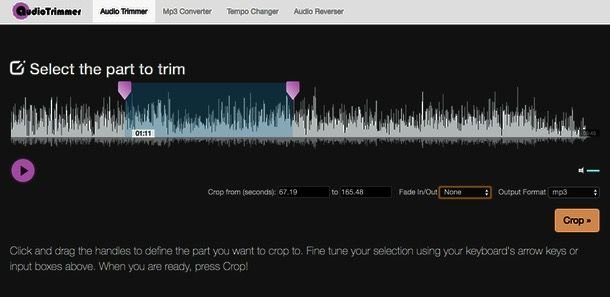 AudioTrimmer Audio Trimmer Mp3 Converter Tempo Changer Audio Reverser
Select the part to trim
01:11
Crop from (seconds): 67.19 to 165.48 Fade In/Out None Output Format mp3
Crop »
Click and drag the handles to define the part you want to crop to. Fine tune your selection using your keyboard's arrow keys or
input boxes above. When you are ready, press Crop!